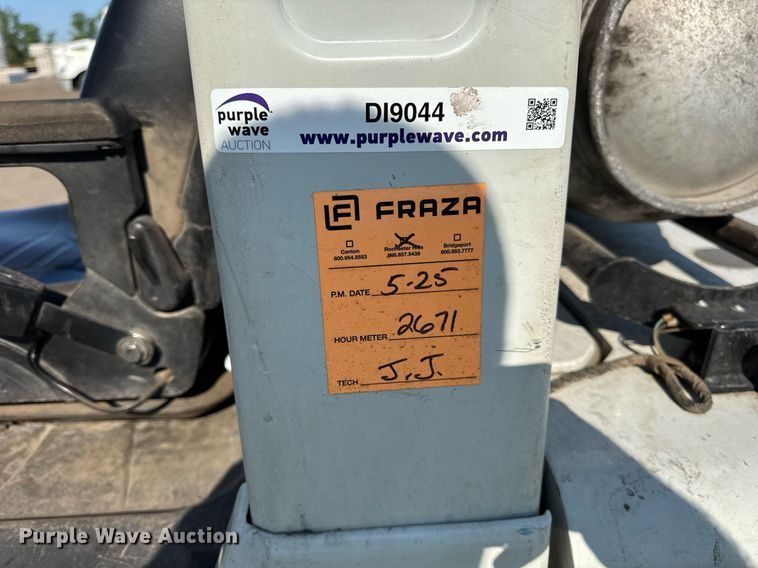 purple
wave
AUCTION
DI9044
www.purplewave.com
FRAZA
Canton
800.954.5553
Rochester Hills
866.857.5438
Bridgeport
800.993.7777
P.M. DATE 5-25
HOUR METER 2671
TECH J.J.
Purple Wave Auction